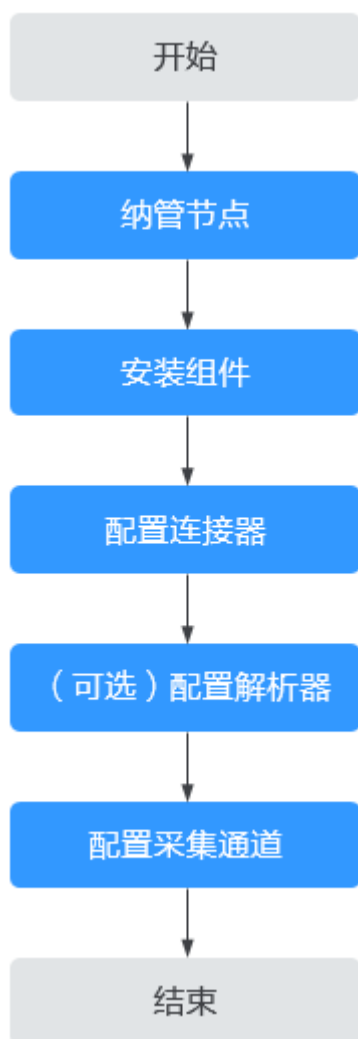 开始
纳管节点
安装组件
配置连接器
（可选）配置解析器
配置采集通道
结束